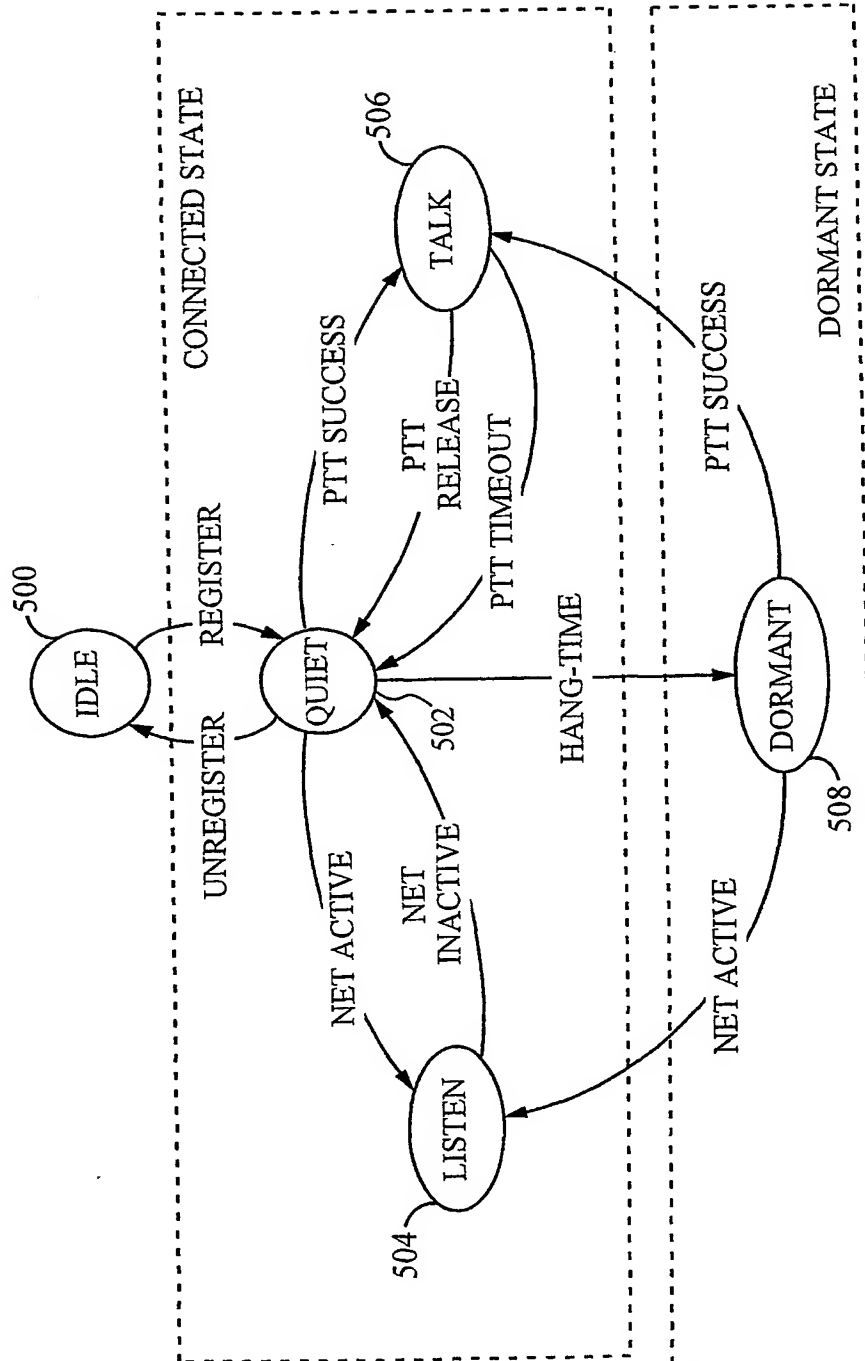 500
IDLE
UNREGISTER
REGISTER
CONNECTED STATE
QUIET
502
NET ACTIVE
NET
INACTIVE
PTT SUCCESS
PTT
RELEASE
PTT TIMEOUT
506
TALK
504
LISTEN
HANG-TIME
NET ACTIVE
PTT SUCCESS
508
DORMANT
DORMANT STATE